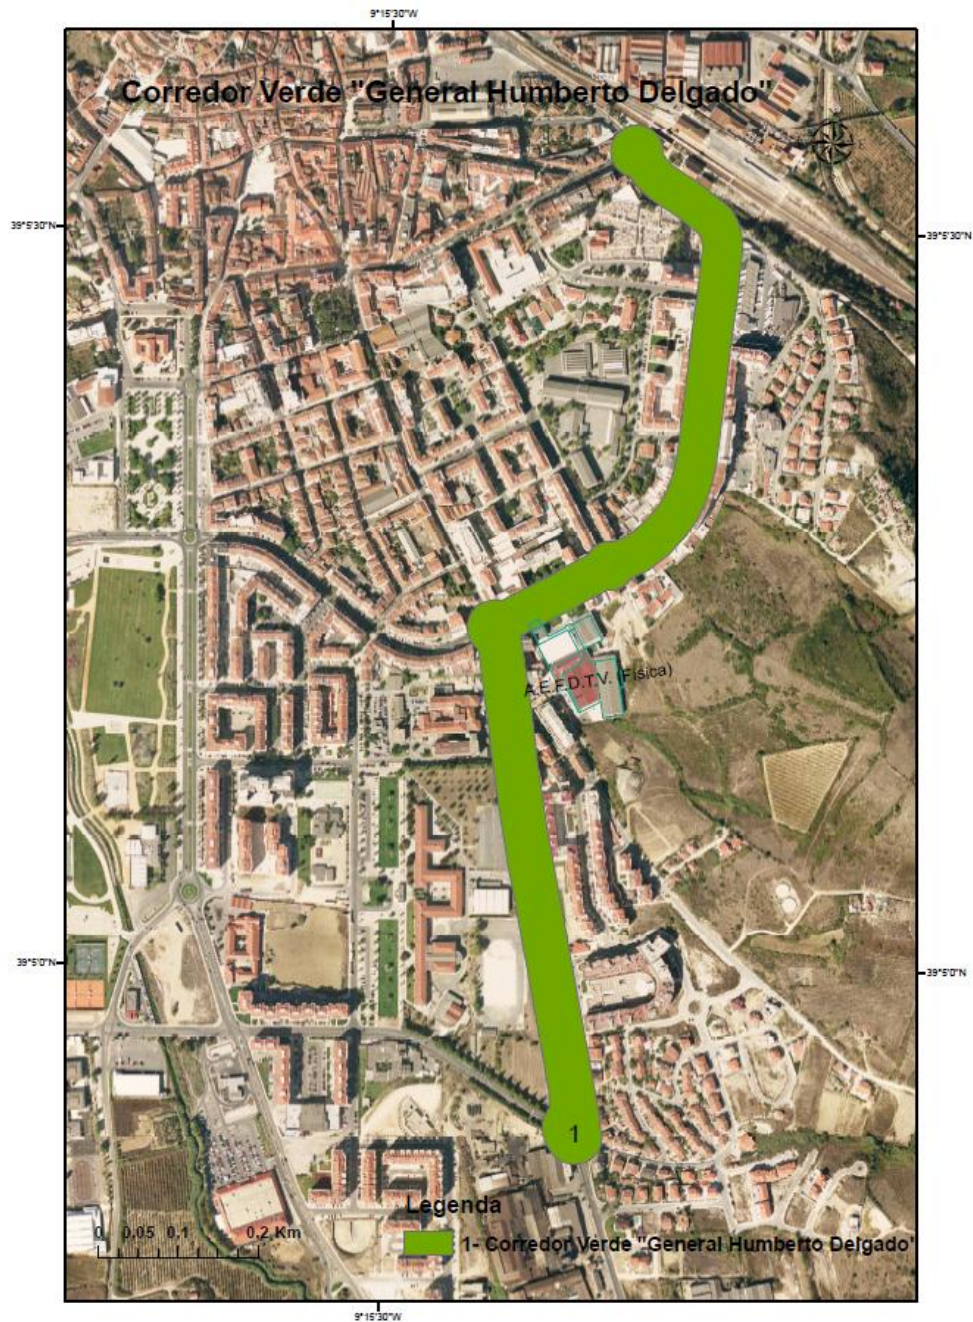 9°15'30"W
Corredor Verde "General Humberto Delgado"
39°5'30"N
39°5'30"N
A.E.F.D.T.V. (Física)
39°5'0"N
39°5'0"N
1
Legenda
0 0,05 0,1 0,2 Km
1- Corredor Verde "General Humberto Delgado"
9°15'30"W